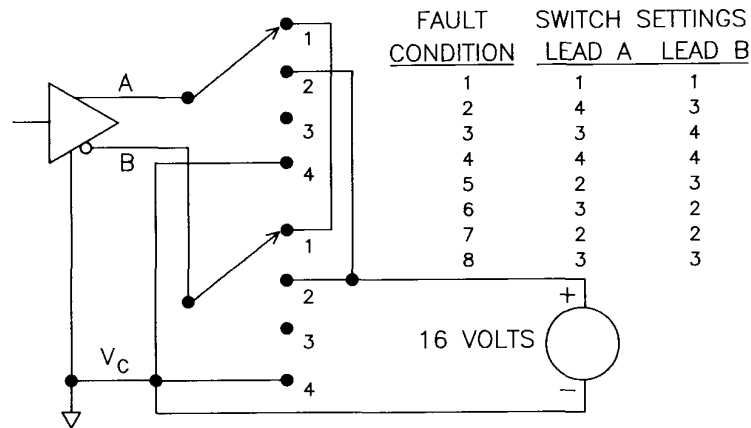 FAULT SWITCH SETTINGS
CONDITION LEAD A LEAD B
1 1 1
2 4 3
3 3 4
4 4 4
5 2 3
6 3 2
7 2 2
8 3 3
A
B
1
2
3
4
1
2
3
4
V_C
16 VOLTS
+
−